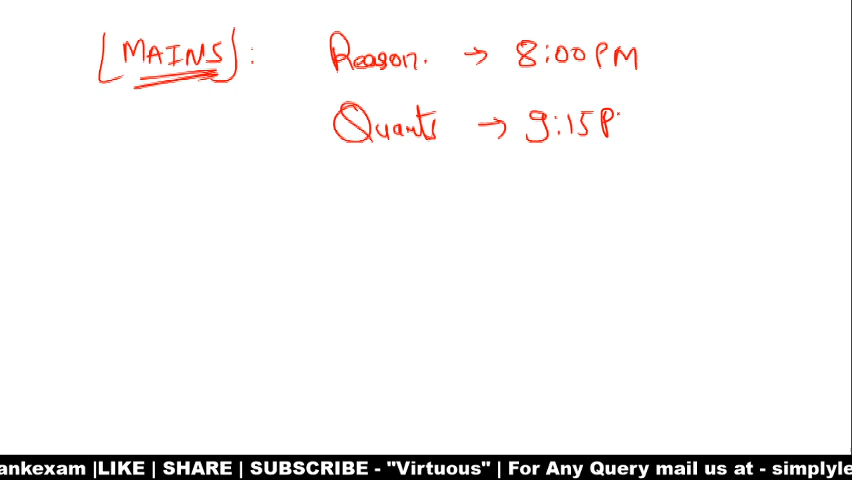 [MAINS]: Reason. → 8:00PM
Quants → 9:15P
ankexam |LIKE | SHARE | SUBSCRIBE - "Virtuous" | For Any Query mail us at - simplyle